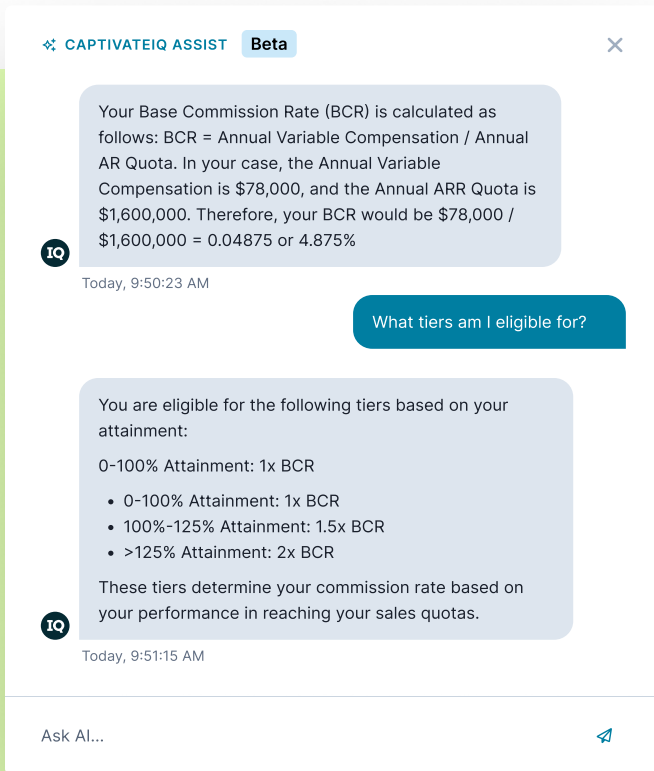 CAPTIVATEIQ ASSIST Beta
Your Base Commission Rate (BCR) is calculated as
follows: BCR = Annual Variable Compensation / Annual
AR Quota. In your case, the Annual Variable
Compensation is $78,000, and the Annual ARR Quota is
$1,600,000. Therefore, your BCR would be $78,000 /
$1,600,000 = 0.04875 or 4.875%
IQ
Today, 9:50:23 AM
What tiers am I eligible for?
You are eligible for the following tiers based on your
attainment:
0-100% Attainment: 1x BCR
• 0-100% Attainment: 1x BCR
• 100%-125% Attainment: 1.5x BCR
• >125% Attainment: 2x BCR
These tiers determine your commission rate based on
your performance in reaching your sales quotas.
IQ
Today, 9:51:15 AM
Ask AI...